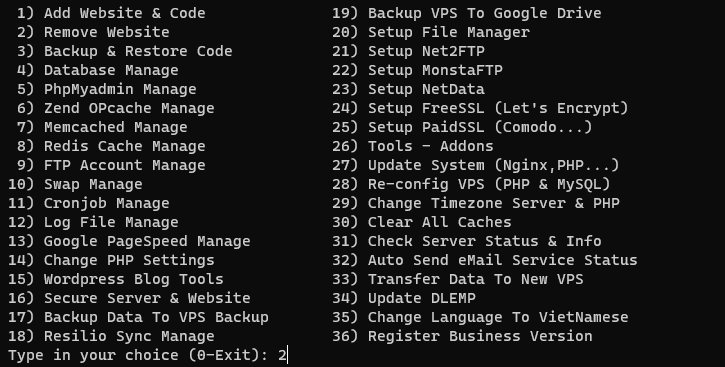 1) Add Website & Code
2) Remove Website
3) Backup & Restore Code
4) Database Manage
5) PhpMyadmin Manage
6) Zend OPcache Manage
7) Memcached Manage
8) Redis Cache Manage
9) FTP Account Manage
10) Swap Manage
11) Cronjob Manage
12) Log File Manage
13) Google PageSpeed Manage
14) Change PHP Settings
15) Wordpress Blog Tools
16) Secure Server & Website
17) Backup Data To VPS Backup
18) Resilio Sync Manage
19) Backup VPS To Google Drive
20) Setup File Manager
21) Setup Net2FTP
22) Setup MonstaFTP
23) Setup NetData
24) Setup FreeSSL (Let's Encrypt)
25) Setup PaidSSL (Comodo...)
26) Tools - Addons
27) Update System (Nginx,PHP...)
28) Re-config VPS (PHP & MySQL)
29) Change Timezone Server & PHP
30) Clear All Caches
31) Check Server Status & Info
32) Auto Send eMail Service Status
33) Transfer Data To New VPS
34) Update DLEMP
35) Change Language To VietNamese
36) Register Business Version
Type in your choice (0-Exit): 2